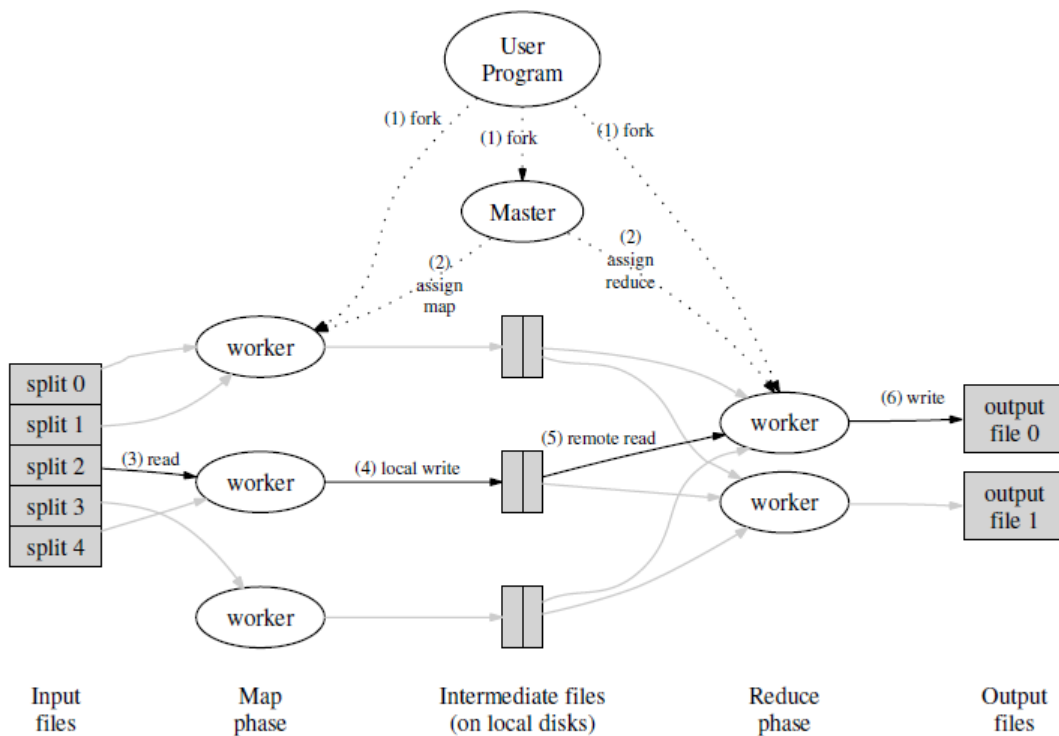 User
Program
(1) fork
(1) fork
(1) fork
Master
(2)
assign
map
(2)
assign
reduce
worker
split 0
split 1
split 2
split 3
split 4
(3) read
worker
(4) local write
(5) remote read
worker
(6) write
output
file 0
worker
output
file 1
worker
Input
files
Map
phase
Intermediate files
(on local disks)
Reduce
phase
Output
files